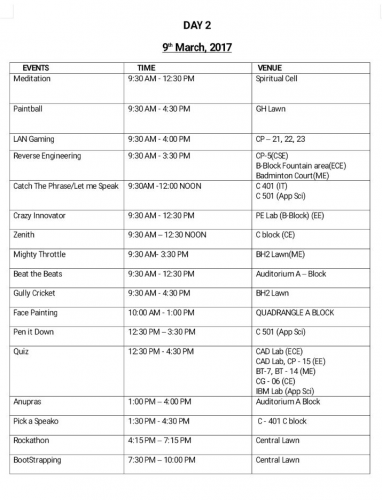 DAY 2
9th March, 2017
EVENTS TIME VENUE
Meditation 9:30 AM - 12:30 PM Spiritual Cell
Paintball 9:30 AM - 4:30 PM GH Lawn
LAN Gaming 9:30 AM - 4:00 PM CP – 21, 22, 23
Reverse Engineering 9:30 AM - 3:30 PM CP-5(CSE)
B-Block Fountain area(ECE)
Badminton Court(ME)
Catch The Phrase/Let me Speak 9:30AM -12:00 NOON C 401 (IT)
C 501 (App Sci)
Crazy Innovator 9:30 AM - 12:30 PM PE Lab (B-Block) (EE)
Zenith 9:30 AM – 12:30 NOON C block (CE)
Mighty Throttle 9:30 AM- 3:30 PM BH2 Lawn(ME)
Beat the Beats 9:30 AM - 12:30 PM Auditorium A – Block
Gully Cricket 9:30 AM - 4:30 PM BH2 Lawn
Face Painting 10:00 AM - 1:00 PM QUADRANGLE A BLOCK
Pen it Down 12:30 PM – 3:30 PM C 501 (App Sci)
Quiz 12:30 PM - 4:30 PM CAD Lab (ECE)
CAD Lab, CP - 15 (EE)
BT-7, BT - 14 (ME)
CG - 06 (CE)
IBM Lab (App Sci)
Anupras 1:00 PM – 4:00 PM Auditorium A Block
Pick a Speako 1:30 PM - 4:30 PM C - 401 C block
Rockathon 4:15 PM – 7:15 PM Central Lawn
BootStrapping 7:30 PM – 10:00 PM Central Lawn